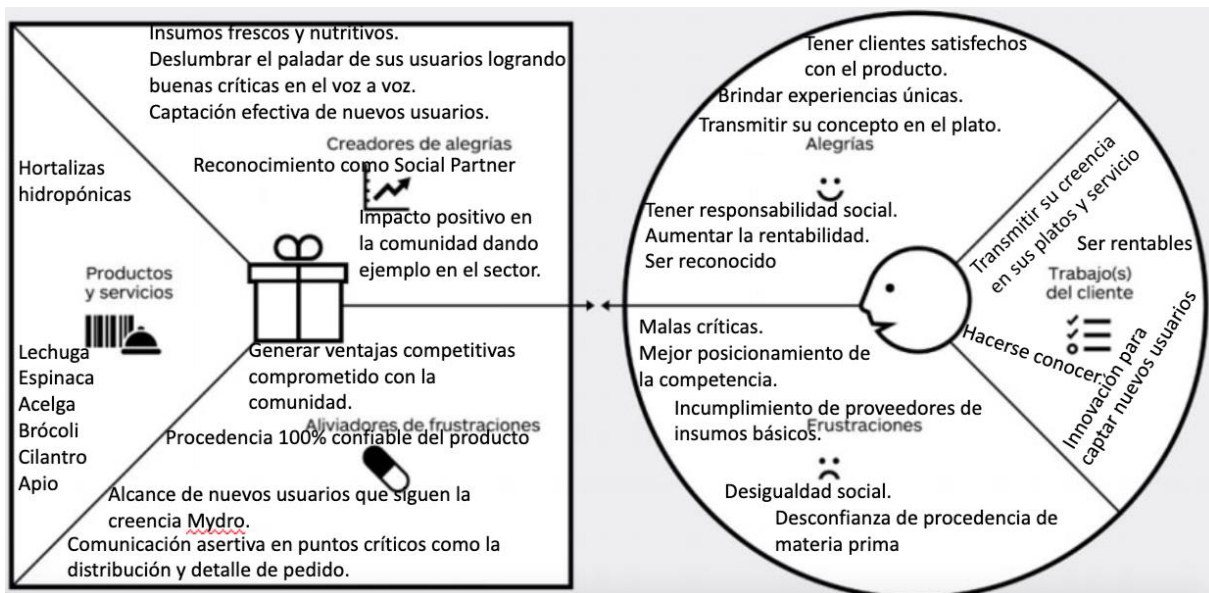 Insumos frescos y nutritivos.
Deslumbrar el paladar de sus usuarios logrando
buenas críticas en el voz a voz.
Captación efectiva de nuevos usuarios.
Creadores de alegrías
Reconocimiento como Social Partner
Impacto positivo en
la comunidad dando
ejemplo en el sector.
Hortalizas
hidropónicas
Productos
y servicios
Lechuga
Espinaca
Acelga
Brócoli
Cilantro
Apio
Generar ventajas competitivas
comprometido con la
comunidad.
Aliviadores de frustraciones
Procedencia 100% confiable del producto
Alcance de nuevos usuarios que siguen la
creencia Mydro.
Comunicación asertiva en puntos críticos como la
distribución y detalle de pedido.
Tener clientes satisfechos
con el producto.
Brindar experiencias únicas.
Transmitir su concepto en el plato.
Alegrías
Tener responsabilidad social.
Aumentar la rentabilidad.
Ser reconocido
Transmitir su creencia
en sus platos y servicio
Ser rentables
Trabajo(s)
del cliente
Hacerse conocer.
Innovación para
captar nuevos usuarios
Malas críticas.
Mejor posicionamiento de
la competencia.
Incumplimiento de proveedores de
insumos básicos.
Frustraciones
Desigualdad social.
Desconfianza de procedencia de
materia prima